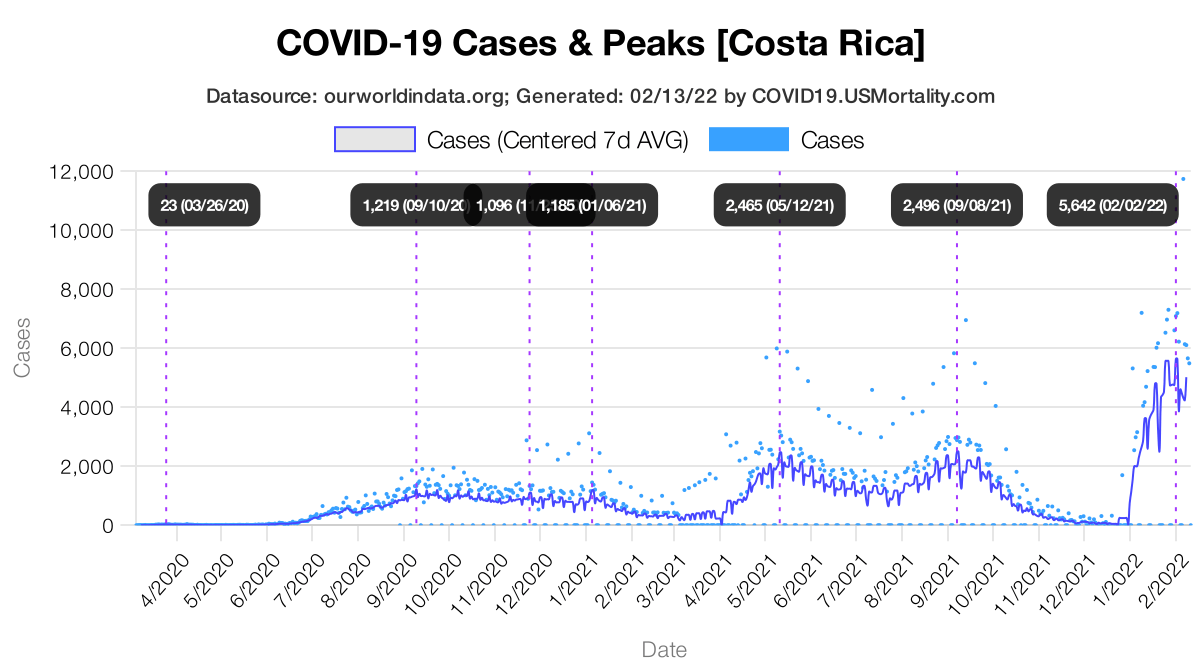 COVID-19 Cases & Peaks [Costa Rica]
Datasource: ourworldindata.org; Generated: 02/13/22 by COVID19.USMortality.com
Cases (Centered 7d AVG) Cases
12,000
23 (03/26/20) 1,219 (09/10/20) 1,096 (11 1,185 (01/06/21) 2,465 (05/12/21) 2,496 (09/08/21) 5,642 (02/02/22)
10,000
8,000
6,000
4,000
2,000
0
Cases
4/2020 5/2020 6/2020 7/2020 8/2020 9/2020 10/2020 11/2020 12/2020 1/2021 2/2021 3/2021 4/2021 5/2021 6/2021 7/2021 8/2021 9/2021 10/2021 11/2021 12/2021 1/2022 2/2022
Date